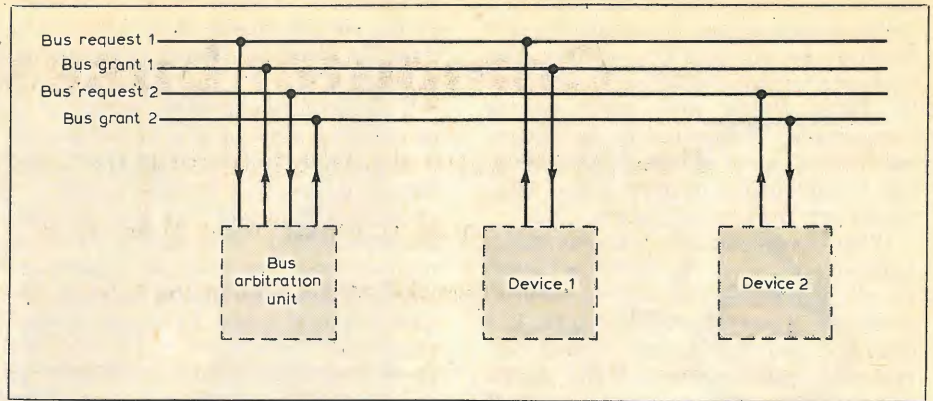 Bus request 1
Bus grant 1
Bus request 2
Bus grant 2
Bus
arbitration
unit
Device 1
Device 2